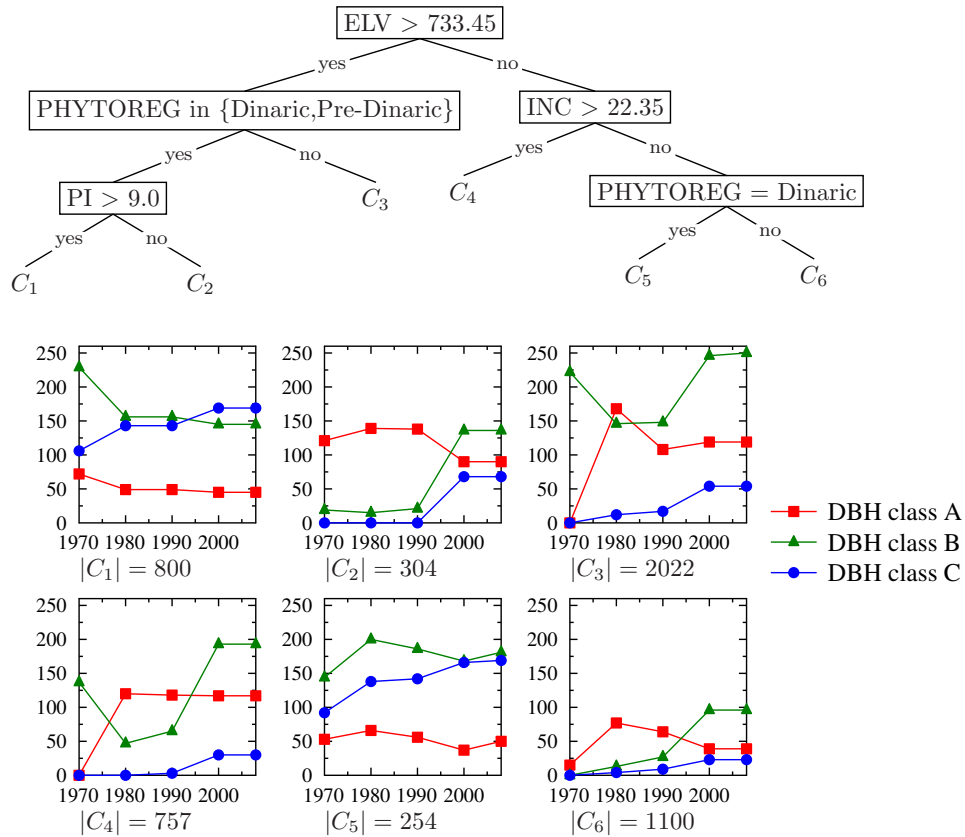 ELV > 733.45
yes no
PHYTOREG in {Dinaric,Pre-Dinaric} INC > 22.35
yes no yes no
PI > 9.0 C3 C4 PHYTOREG = Dinaric
yes no yes no
C1 C2 C5 C6
250 250 250
200 200 200
150 150 150
100 100 100
50 50 50
0 0 0
1970 1980 1990 2000 1970 1980 1990 2000 1970 1980 1990 2000
|C1| = 800 |C2| = 304 |C3| = 2022
DBH class A
DBH class B
DBH class C
250 250 250
200 200 200
150 150 150
100 100 100
50 50 50
0 0 0
1970 1980 1990 2000 1970 1980 1990 2000 1970 1980 1990 2000
|C4| = 757 |C5| = 254 |C6| = 1100